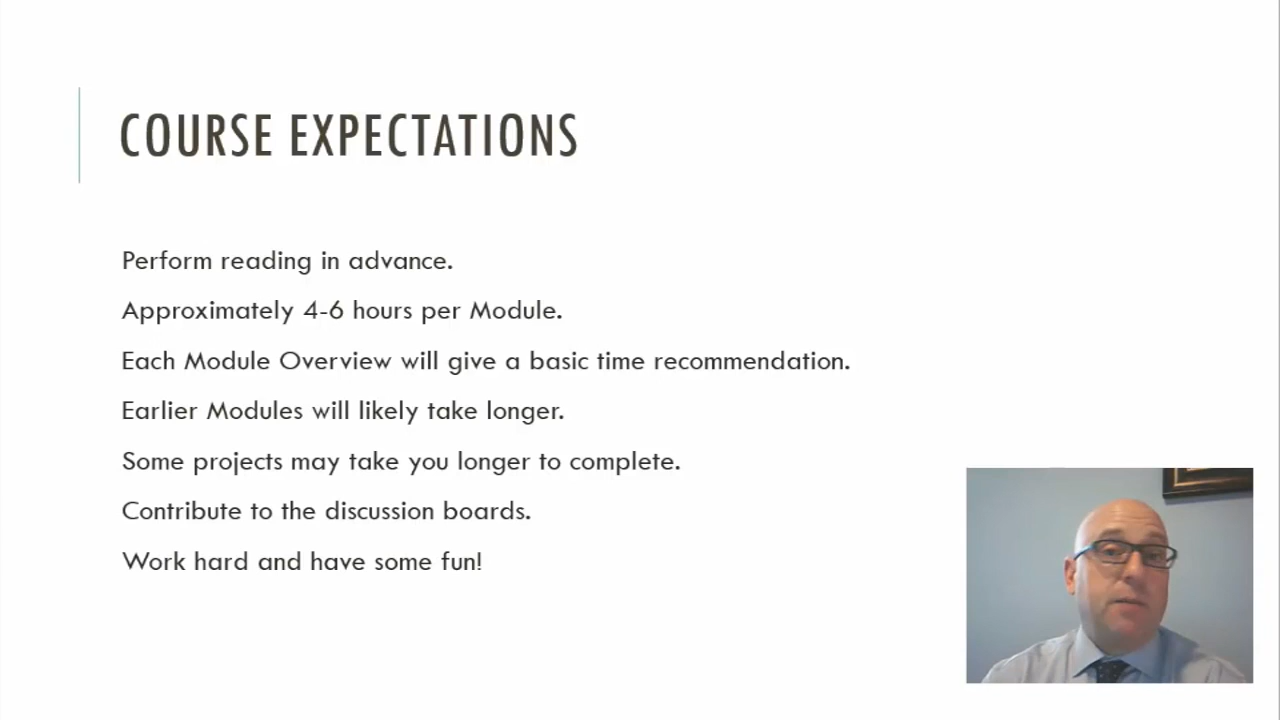 COURSE EXPECTATIONS
Perform reading in advance.
Approximately 4-6 hours per Module.
Each Module Overview will give a basic time recommendation.
Earlier Modules will likely take longer.
Some projects may take you longer to complete.
Contribute to the discussion boards.
Work hard and have some fun!